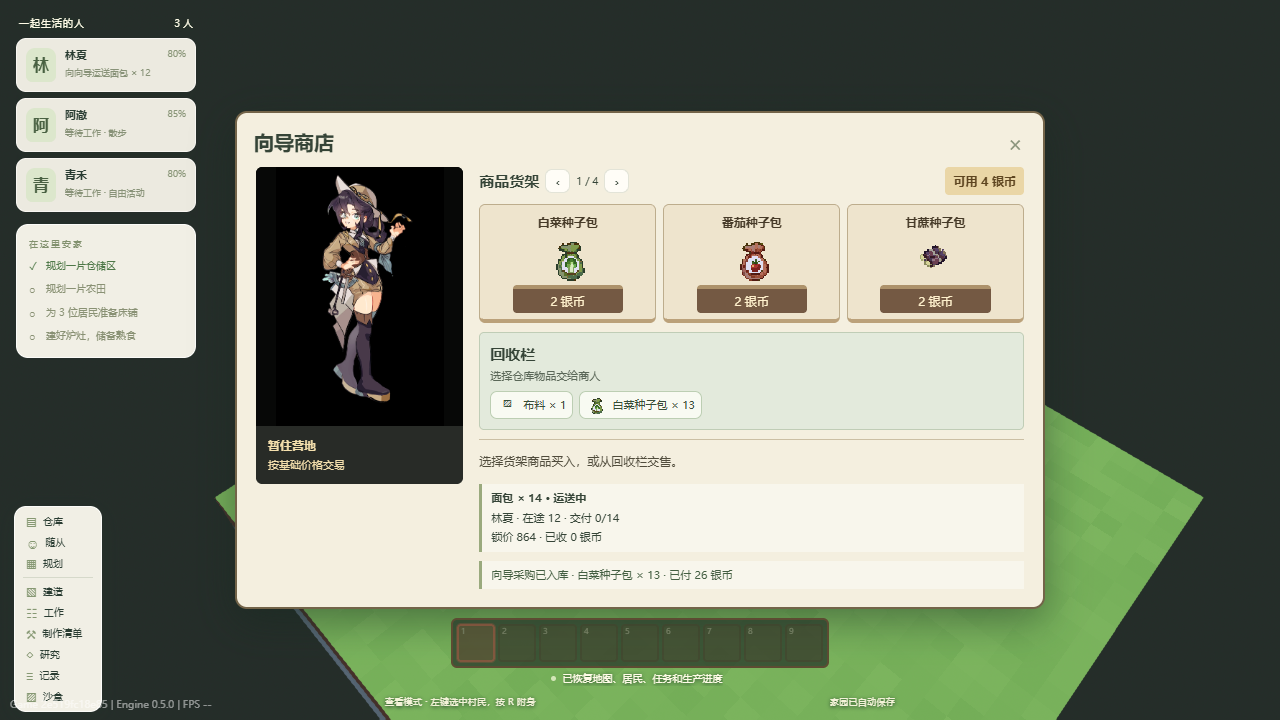 一起生活的人 3 人
林
林夏 80%
向向导运送面包 × 12
阿
阿澈 85%
等待工作 · 散步
青
青禾 80%
等待工作 · 自由活动
在这里安家
✓ 规划一片仓储区
○ 规划一片农田
○ 为 3 位居民准备床铺
○ 建好炉灶，储备熟食
向导商店 ×
商品货架 ‹ 1 / 4 › 可用 4 银币
白菜种子包 番茄种子包 甘蔗种子包
2 银币 2 银币 2 银币
回收栏
选择仓库物品交给商人
布料 × 1 白菜种子包 × 13
暂住营地
按基础价格交易
选择货架商品买入，或从回收栏交售。
面包 × 14 • 运送中
林夏 · 在途 12 · 交付 0/14
锁价 864 · 已收 0 银币
向导采购已入库 · 白菜种子包 × 13 · 已付 26 银币
仓库
随从
规划
建造
工作
制作清单
研究
记录
沙盒
1 2 3 4 5 6 7 8 9
已恢复地图、居民、任务和生产进度
查看模式 · 左键选中村民，按 R 附身
家园已自动保存
| Engine 0.5.0 | FPS --